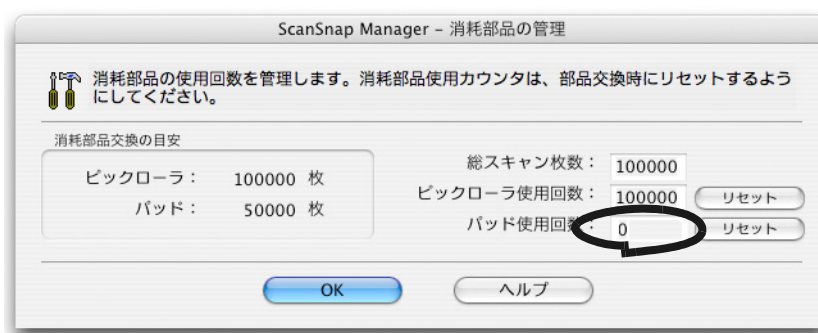 ScanSnap Manager – 消耗部品の管理
消耗部品の使用回数を管理します。消耗部品使用カウンタは、部品交換時にリセットするよう
にしてください。
消耗部品交換の目安
ピックローラ： 100000 枚
パッド： 50000 枚
総スキャン枚数： 100000
ピックローラ使用回数： 100000 リセット
パッド使用回数： 0 リセット
OK ヘルプ